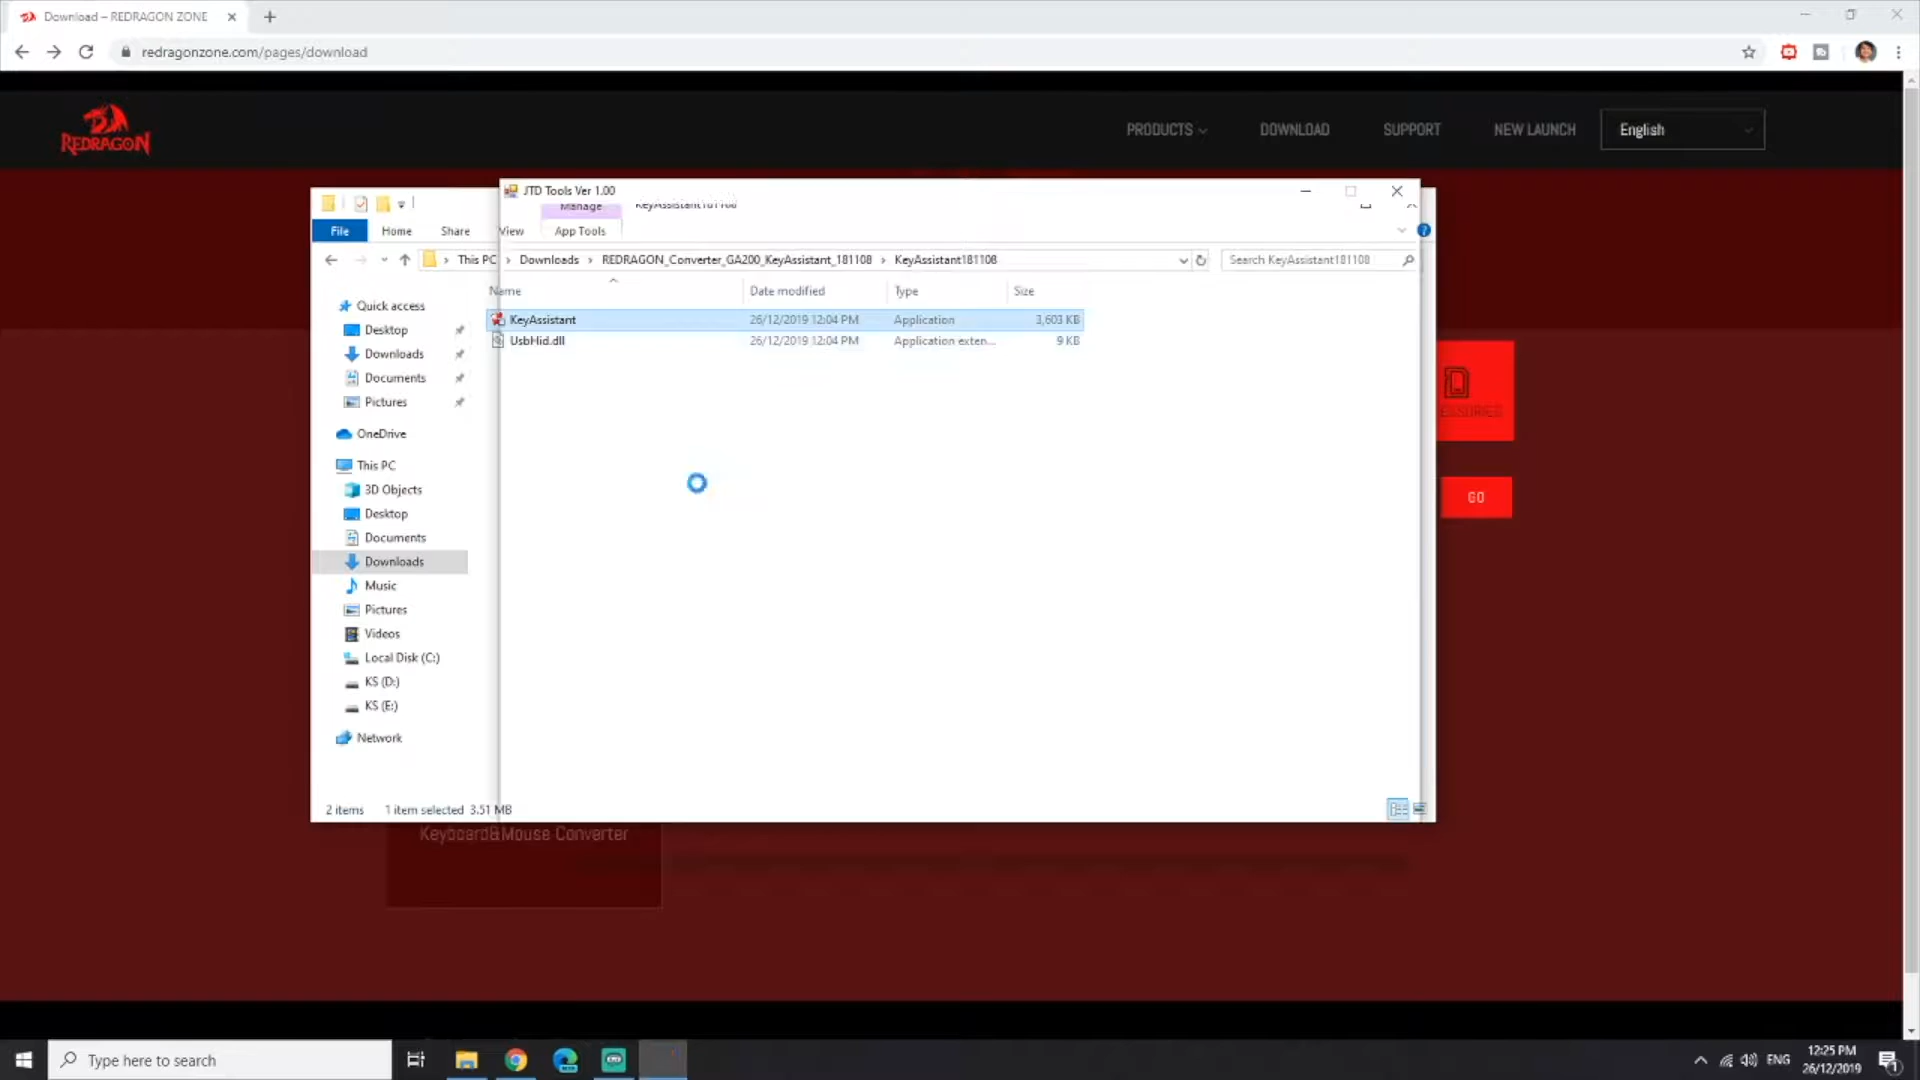 Download – REDRAGON ZONE
redragonzone.com/pages/download
REDRAGON
PRODUCTS
DOWNLOAD
SUPPORT
NEW LAUNCH
English
JTD Tools Ver 1.00
Manage
KeyAssistant181108
File
Home
Share
View
App Tools
This PC
Downloads
REDRAGON_Converter_GA200_KeyAssistant_181108
KeyAssistant181108
Search KeyAssistant181108
Name
Date modified
Type
Size
KeyAssistant
26/12/2019 12:04 PM
Application
3,603 KB
UsbHid.dll
26/12/2019 12:04 PM
Application exten...
9 KB
Quick access
Desktop
Downloads
Documents
Pictures
OneDrive
This PC
3D Objects
Desktop
Documents
Downloads
Music
Pictures
Videos
Local Disk (C:)
KS (D:)
KS (E:)
Network
2 items
1 item selected 3.51 MB
GO
Keyboard&Mouse Converter
Type here to search
ENG
12:25 PM
26/12/2019
1